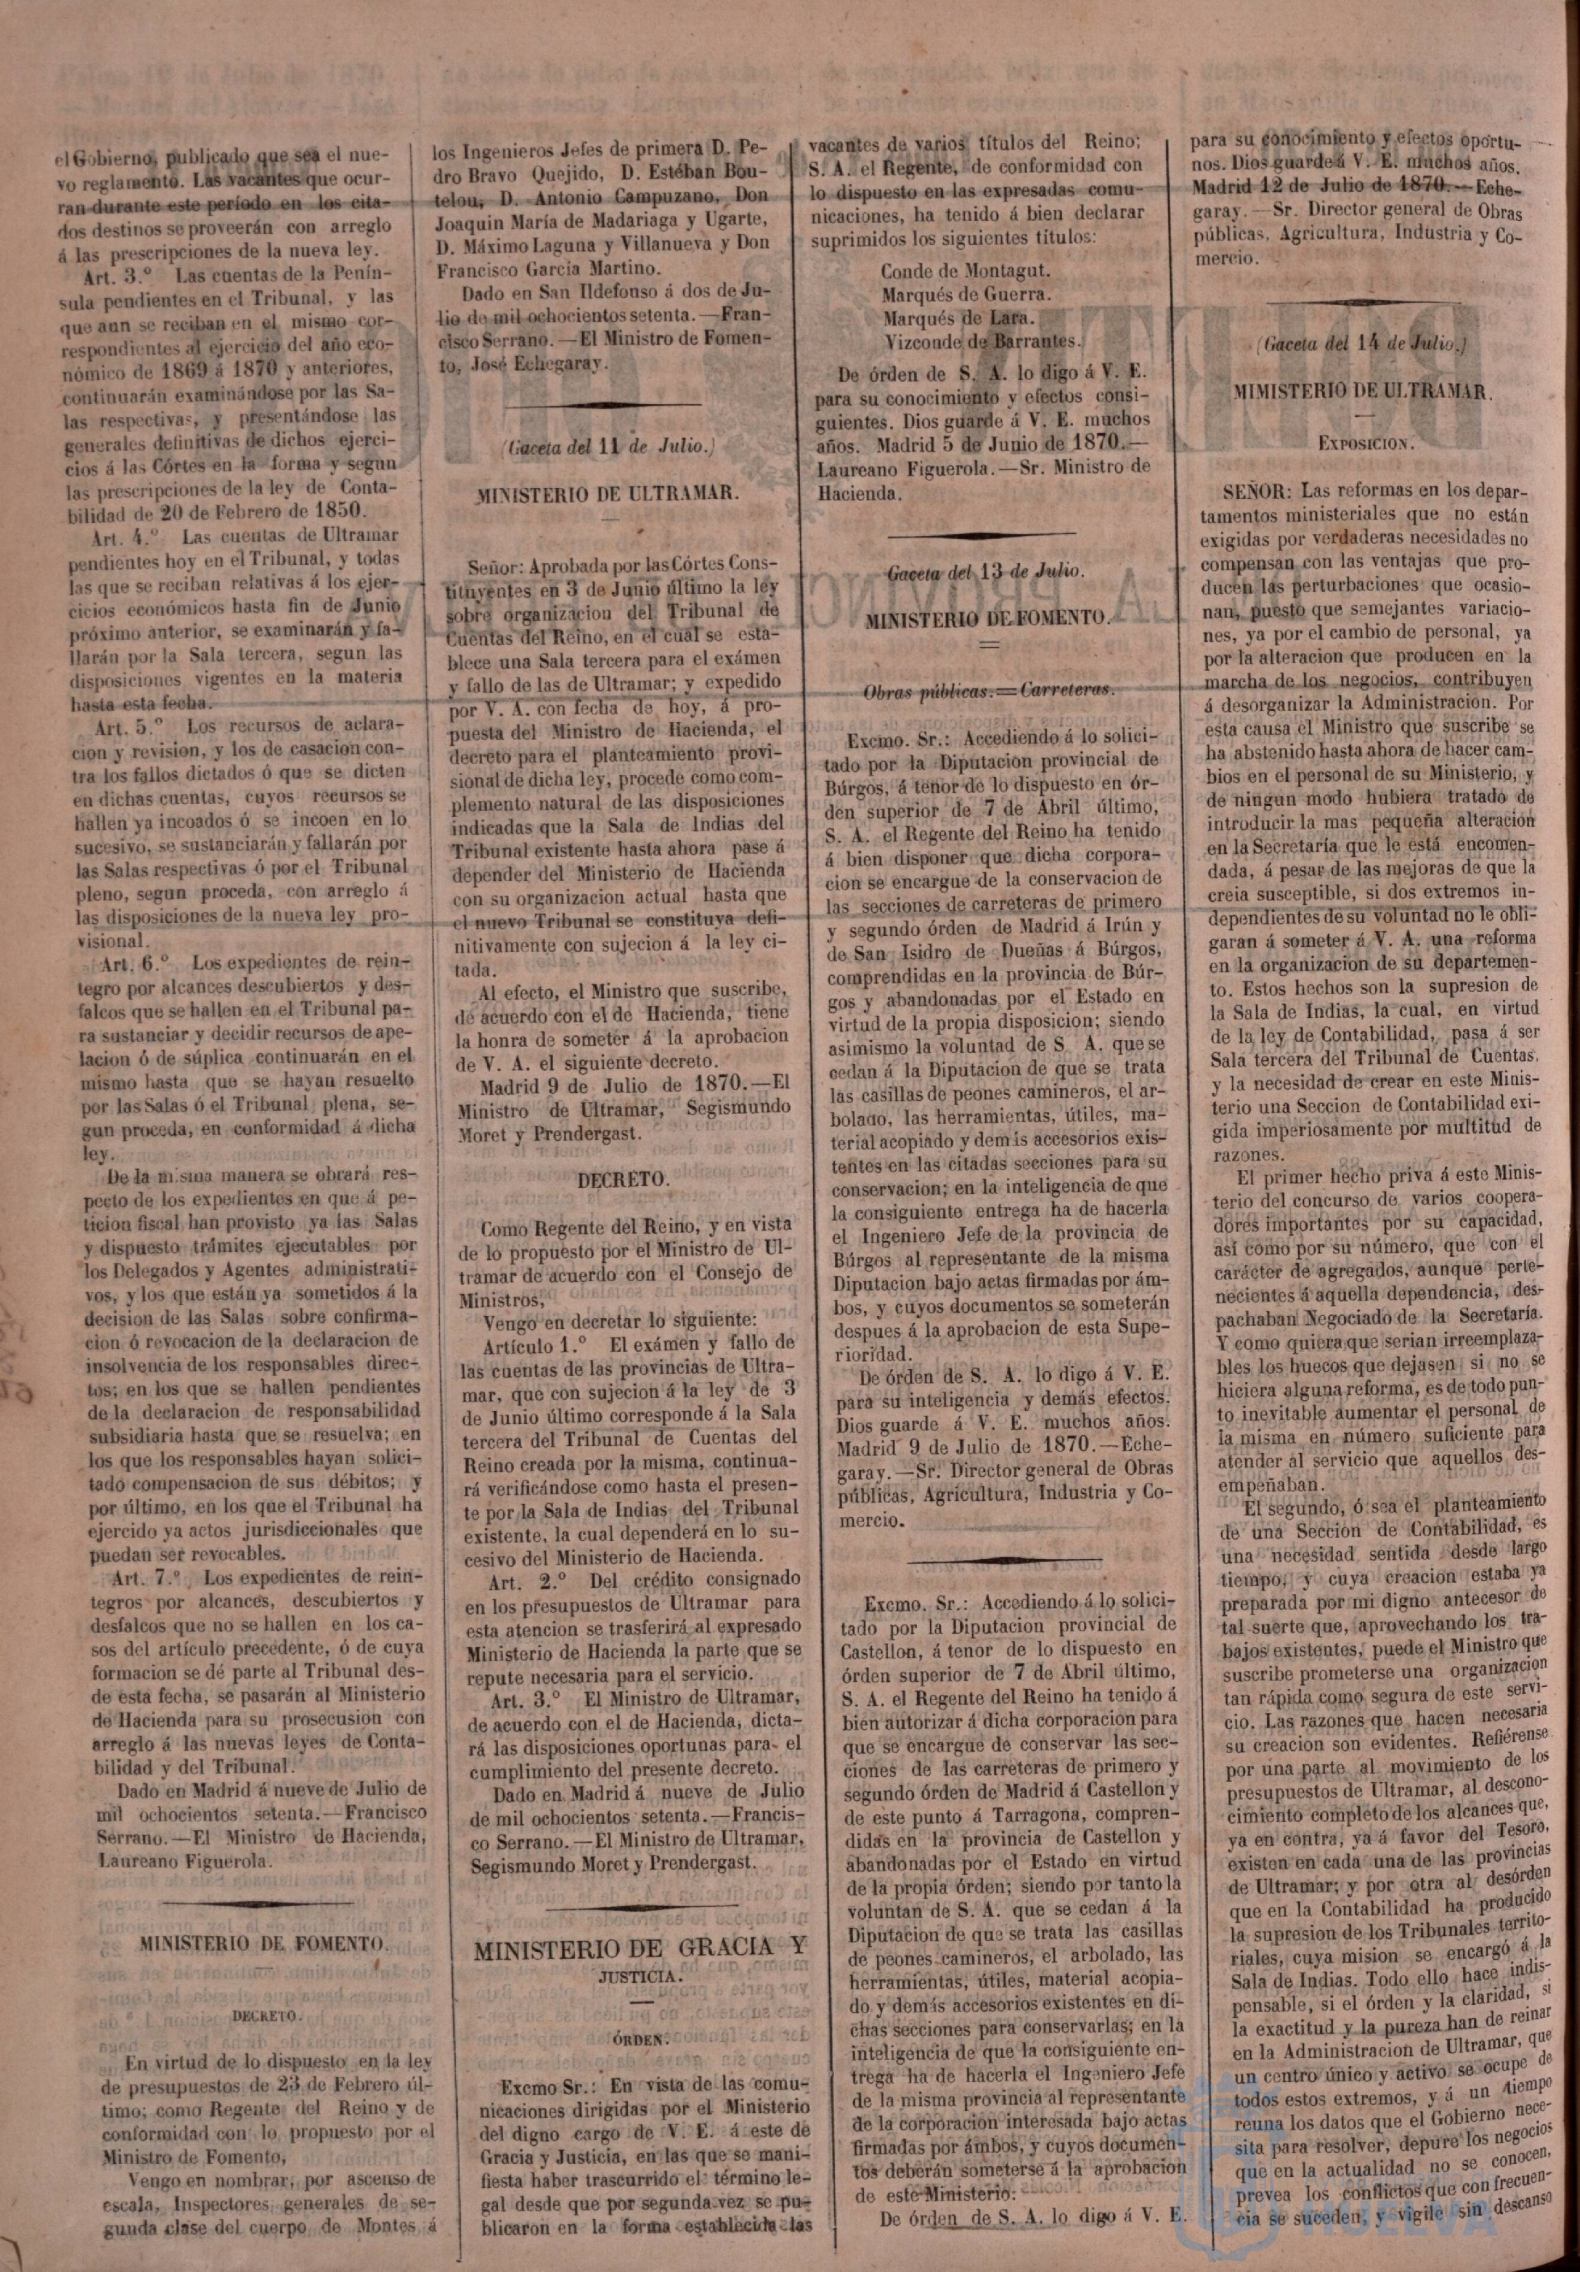 el Gobierno, publicado que sea el nue-
vo reglamento. Las vacantes que ocur-
ran durante este período en los cita-
dos destinos se proveerán con arreglo
á las prescripciones de la nueva ley.
Art. 3.º Las cuentas de la Penín-
sula pendientes en el Tribunal, y las
que aun se reciban en el mismo cor-
respondientes al ejercicio del año eco-
nómico de 1869 á 1870 y anteriores,
continuarán examinándose por las Sa-
las respectivas, y presentándose las
generales definitivas de dichos ejerci-
cios á las Córtes en la forma y segun
las prescripciones de la ley de Conta-
bilidad de 20 de Febrero de 1850.
Art. 4.º Las cuentas de Ultramar
pendientes hoy en el Tribunal, y todas
las que se reciban relativas á los ejer-
cicios económicos hasta fin de Junio
próximo anterior, se examinarán y fa-
llarán por la Sala tercera, segun las
disposiciones vigentes en la materia
hasta esta fecha.
Art. 5.º Los recursos de aclara-
cion y revision, y los de casacion con-
tra los fallos dictados ó que se dicten
en dichas cuentas, cuyos recursos se
hallen ya incoados ó se incoen en lo
sucesivo, se sustanciarán y fallarán por
las Salas respectivas ó por el Tribunal
pleno, segun proceda, con arreglo á
las disposiciones de la nueva ley pro-
visional.
Art. 6.º Los expedientes de rein-
tegro por alcances descubiertos y des-
falcos que se hallen en el Tribunal pa-
ra sustanciar y decidir recursos de ape-
lacion ó de súplica continuarán en el
mismo hasta que se hayan resuelto
por las Salas ó el Tribunal plena, se-
gun proceda, en conformidad á dicha
ley.
De la misma manera se obrará res-
pecto de los expedientes en que á pe-
ticion fiscal han provisto ya las Salas
y dispuesto trámites ejecutables por
los Delegados y Agentes administrati-
vos, y los que están ya sometidos á la
decision de las Salas sobre confirma-
cion ó revocacion de la declaracion de
insolvencia de los responsables direc-
tos; en los que se hallen pendientes
de la declaracion de responsabilidad
subsidiaria hasta que se resuelva; en
los que los responsables hayan solici-
tado compensacion de sus débitos; y
por último, en los que el Tribunal ha
ejercido ya actos jurisdiccionales que
puedan ser revocables.
Art. 7.º Los expedientes de rein-
tegros por alcances, descubiertos y
desfalcos que no se hallen en los ca-
sos del artículo precedente, ó de cuya
formacion se dé parte al Tribunal des-
de esta fecha, se pasarán al Ministerio
de Hacienda para su prosecusion con
arreglo á las nuevas leyes de Conta-
bilidad y del Tribunal.
Dado en Madrid á nueve de Julio de
mil ochocientos setenta.—Francisco
Serrano.—El Ministro de Hacienda,
Laureano Figuerola.
MINISTERIO DE FOMENTO.
DECRETO.
En virtud de lo dispuesto en la ley
de presupuestos de 23 de Febrero úl-
timo; como Regente del Reino y de
conformidad con lo propuesto por el
Ministro de Fomento,
Vengo en nombrar, por ascenso de
escala, Inspectores generales de se-
gunda clase del cuerpo de Montes á
los Ingenieros Jefes de primera D. Pe-
dro Bravo Quejido, D. Estéban Bou-
telou, D. Antonio Campuzano, Don
Joaquin María de Madariaga y Ugarte,
D. Máximo Laguna y Villanueva y Don
Francisco García Martino.
Dado en San Ildefonso á dos de Ju-
lio de mil ochocientos setenta.—Fran-
cisco Serrano.—El Ministro de Fomen-
to, José Echegaray.
(Gaceta del 11 de Julio.)
MINISTERIO DE ULTRAMAR.
Señor: Aprobada por las Córtes Cons-
tituyentes en 3 de Junio último la ley
sobre organizacion del Tribunal de
Cuentas del Reino, en el cual se esta-
blece una Sala tercera para el exámen
y fallo de las de Ultramar; y expedido
por V. A. con fecha de hoy, á pro-
puesta del Ministro de Hacienda, el
decreto para el planteamiento provi-
sional de dicha ley, procede como com-
plemento natural de las disposiciones
indicadas que la Sala de Indias del
Tribunal existente hasta ahora pase á
depender del Ministerio de Hacienda
con su organizacion actual hasta que
el nuevo Tribunal se constituya defi-
nitivamente con sujecion á la ley ci-
tada.
Al efecto, el Ministro que suscribe,
de acuerdo con el de Hacienda, tiene
la honra de someter á la aprobacion
de V. A. el siguiente decreto.
Madrid 9 de Julio de 1870.—El
Ministro de Ultramar, Segismundo
Moret y Prendergast.
DECRETO.
Como Regente del Reino, y en vista
de lo propuesto por el Ministro de Ul-
tramar de acuerdo con el Consejo de
Ministros,
Vengo en decretar lo siguiente:
Artículo 1.º El exámen y fallo de
las cuentas de las provincias de Ultra-
mar, que con sujecion á la ley de 3
de Junio último corresponde á la Sala
tercera del Tribunal de Cuentas del
Reino creada por la misma, continua-
rá verificándose como hasta el presen-
te por la Sala de Indias del Tribunal
existente, la cual dependerá en lo su-
cesivo del Ministerio de Hacienda.
Art. 2.º Del crédito consignado
en los presupuestos de Ultramar para
esta atencion se trasferirá al expresado
Ministerio de Hacienda la parte que se
repute necesaria para el servicio.
Art. 3.º El Ministro de Ultramar,
de acuerdo con el de Hacienda, dicta-
rá las disposiciones oportunas para el
cumplimiento del presente decreto.
Dado en Madrid á nueve de Julio
de mil ochocientos setenta.—Francis-
co Serrano.—El Ministro de Ultramar,
Segismundo Moret y Prendergast.
MINISTERIO DE GRACIA Y
JUSTICIA.
ÓRDEN.
Excmo Sr.: En vista de las comu-
nicaciones dirigidas por el Ministerio
del digno cargo de V. E. á este de
Gracia y Justicia, en las que se mani-
fiesta haber trascurrido el término le-
gal desde que por segunda vez se pu-
blicaron en la forma establecida las
vacantes de varios títulos del Reino;
S. A. el Regente, de conformidad con
lo dispuesto en las expresadas comu-
nicaciones, ha tenido á bien declarar
suprimidos los siguientes títulos:
Conde de Montagut.
Marqués de Guerra.
Marqués de Lara.
Vizconde de Barrantes.
De órden de S. A. lo digo á V. E.
para su conocimiento y efectos consi-
guientes. Dios guarde á V. E. muchos
años. Madrid 5 de Junio de 1870.—
Laureano Figuerola.—Sr. Ministro de
Hacienda.
Gaceta del 13 de Julio.
MINISTERIO DE FOMENTO.
Obras públicas.=Carreteras.
Excmo. Sr.: Accediendo á lo solici-
tado por la Diputacion provincial de
Búrgos, á tenor de lo dispuesto en ór-
den superior de 7 de Abril último,
S. A. el Regente del Reino ha tenido
á bien disponer que dicha corpora-
cion se encargue de la conservacion de
las secciones de carreteras de primero
y segundo órden de Madrid á Irún y
de San Isidro de Dueñas á Búrgos,
comprendidas en la provincia de Búr-
gos y abandonadas por el Estado en
virtud de la propia disposicion; siendo
asimismo la voluntad de S. A. que se
cedan á la Diputacion de que se trata
las casillas de peones camineros, el ar-
bolado, las herramientas, útiles, ma-
terial acopiado y demás accesorios exis-
tentes en las citadas secciones para su
conservacion; en la inteligencia de que
la consiguiente entrega ha de hacerla
el Ingeniero Jefe de la provincia de
Búrgos al representante de la misma
Diputacion bajo actas firmadas por ám-
bos, y cuyos documentos se someterán
despues á la aprobacion de esta Supe-
rioridad.
De órden de S. A. lo digo á V. E.
para su inteligencia y demás efectos.
Dios guarde á V. E. muchos años.
Madrid 9 de Julio de 1870.—Eche-
garay.—Sr. Director general de Obras
públicas, Agricultura, Industria y Co-
mercio.
Excmo. Sr.: Accediendo á lo solici-
tado por la Diputacion provincial de
Castellon, á tenor de lo dispuesto en
órden superior de 7 de Abril último,
S. A. el Regente del Reino ha tenido á
bien autorizar á dicha corporacion para
que se encargue de conservar las sec-
ciones de las carreteras de primero y
segundo órden de Madrid á Castellon y
de este punto á Tarragona, compren-
didas en la provincia de Castellon y
abandonadas por el Estado en virtud
de la propia órden; siendo por tanto la
voluntan de S. A. que se cedan á la
Diputacion de que se trata las casillas
de peones camineros, el arbolado, las
herramientas, útiles, material acopia-
do y demás accesorios existentes en di-
chas secciones para conservarlas; en la
inteligencia de que la consiguiente en-
trega ha de hacerla el Ingeniero Jefe
de la misma provincia al representante
de la corporacion interesada bajo actas
firmadas por ámbos, y cuyos documen-
tos deberán someterse á la aprobacion
de este Ministerio.
De órden de S. A. lo digo á V. E.
para su conocimiento y efectos oportu-
nos. Dios guarde á V. E. muchos años.
Madrid 12 de Julio de 1870.—Eche-
garay.—Sr. Director general de Obras
públicas, Agricultura, Industria y Co-
mercio.
(Gaceta del 14 de Julio.)
MIMISTERIO DE ULTRAMAR.
EXPOSICION.
SEÑOR: Las reformas en los depar-
tamentos ministeriales que no están
exigidas por verdaderas necesidades no
compensan con las ventajas que pro-
ducen las perturbaciones que ocasio-
nan, puesto que semejantes variacio-
nes, ya por el cambio de personal, ya
por la alteracion que producen en la
marcha de los negocios, contribuyen
á desorganizar la Administracion. Por
esta causa el Ministro que suscribe se
ha abstenido hasta ahora de hacer cam-
bios en el personal de su Ministerio, y
de ningun modo hubiera tratado de
introducir la mas pequeña alteracion
en la Secretaría que le está encomen-
dada, á pesar de las mejoras de que la
creia susceptible, si dos extremos in-
dependientes de su voluntad no le obli-
garan á someter á V. A. una reforma
en la organizacion de su departemen-
to. Estos hechos son la supresion de
la Sala de Indias, la cual, en virtud
de la ley de Contabilidad, pasa á ser
Sala tercera del Tribunal de Cuentas,
y la necesidad de crear en este Minis-
terio una Seccion de Contabilidad exi-
gida imperiosamente por multitud de
razones.
El primer hecho priva á este Minis-
terio del concurso de varios coopera-
dores importantes por su capacidad,
así como por su número, que con el
carácter de agregados, aunque perte-
necientes á aquella dependencia, des-
pachaban Negociado de la Secretaría.
Y como quiera que serian irreemplaza-
bles los huecos que dejasen si no se
hiciera alguna reforma, es de todo pun-
to inevitable aumentar el personal de
la misma en número suficiente para
atender al servicio que aquellos des-
empeñaban.
El segundo, ó sea el planteamiento
de una Seccion de Contabilidad, es
una necesidad sentida desde largo
tiempo, y cuya creacion estaba ya
preparada por mi digno antecesor de
tal suerte que, aprovechando los tra-
bajos existentes, puede el Ministro que
suscribe prometerse una organizacion
tan rápida como segura de este servi-
cio. Las razones que hacen necesaria
su creacion son evidentes. Refiérense
por una parte al movimiento de los
presupuestos de Ultramar, al descono-
cimiento completo de los alcances que,
ya en contra, ya á favor del Tesoro,
existen en cada una de las provincias
de Ultramar; y por otra al desórden
que en la Contabilidad ha producido
la supresion de los Tribunales territo-
riales, cuya mision se encargó á la
Sala de Indias. Todo ello hace indis-
pensable, si el órden y la claridad, si
la exactitud y la pureza han de reinar
en la Administracion de Ultramar, que
un centro único y activo se ocupe de
todos estos extremos, y á un tiempo
reuna los datos que el Gobierno nece-
sita para resolver, depure los negocios
que en la actualidad no se conocen,
prevea los conflictos que con frecuen-
cia se suceden, y vigile sin descanso
HUELVA